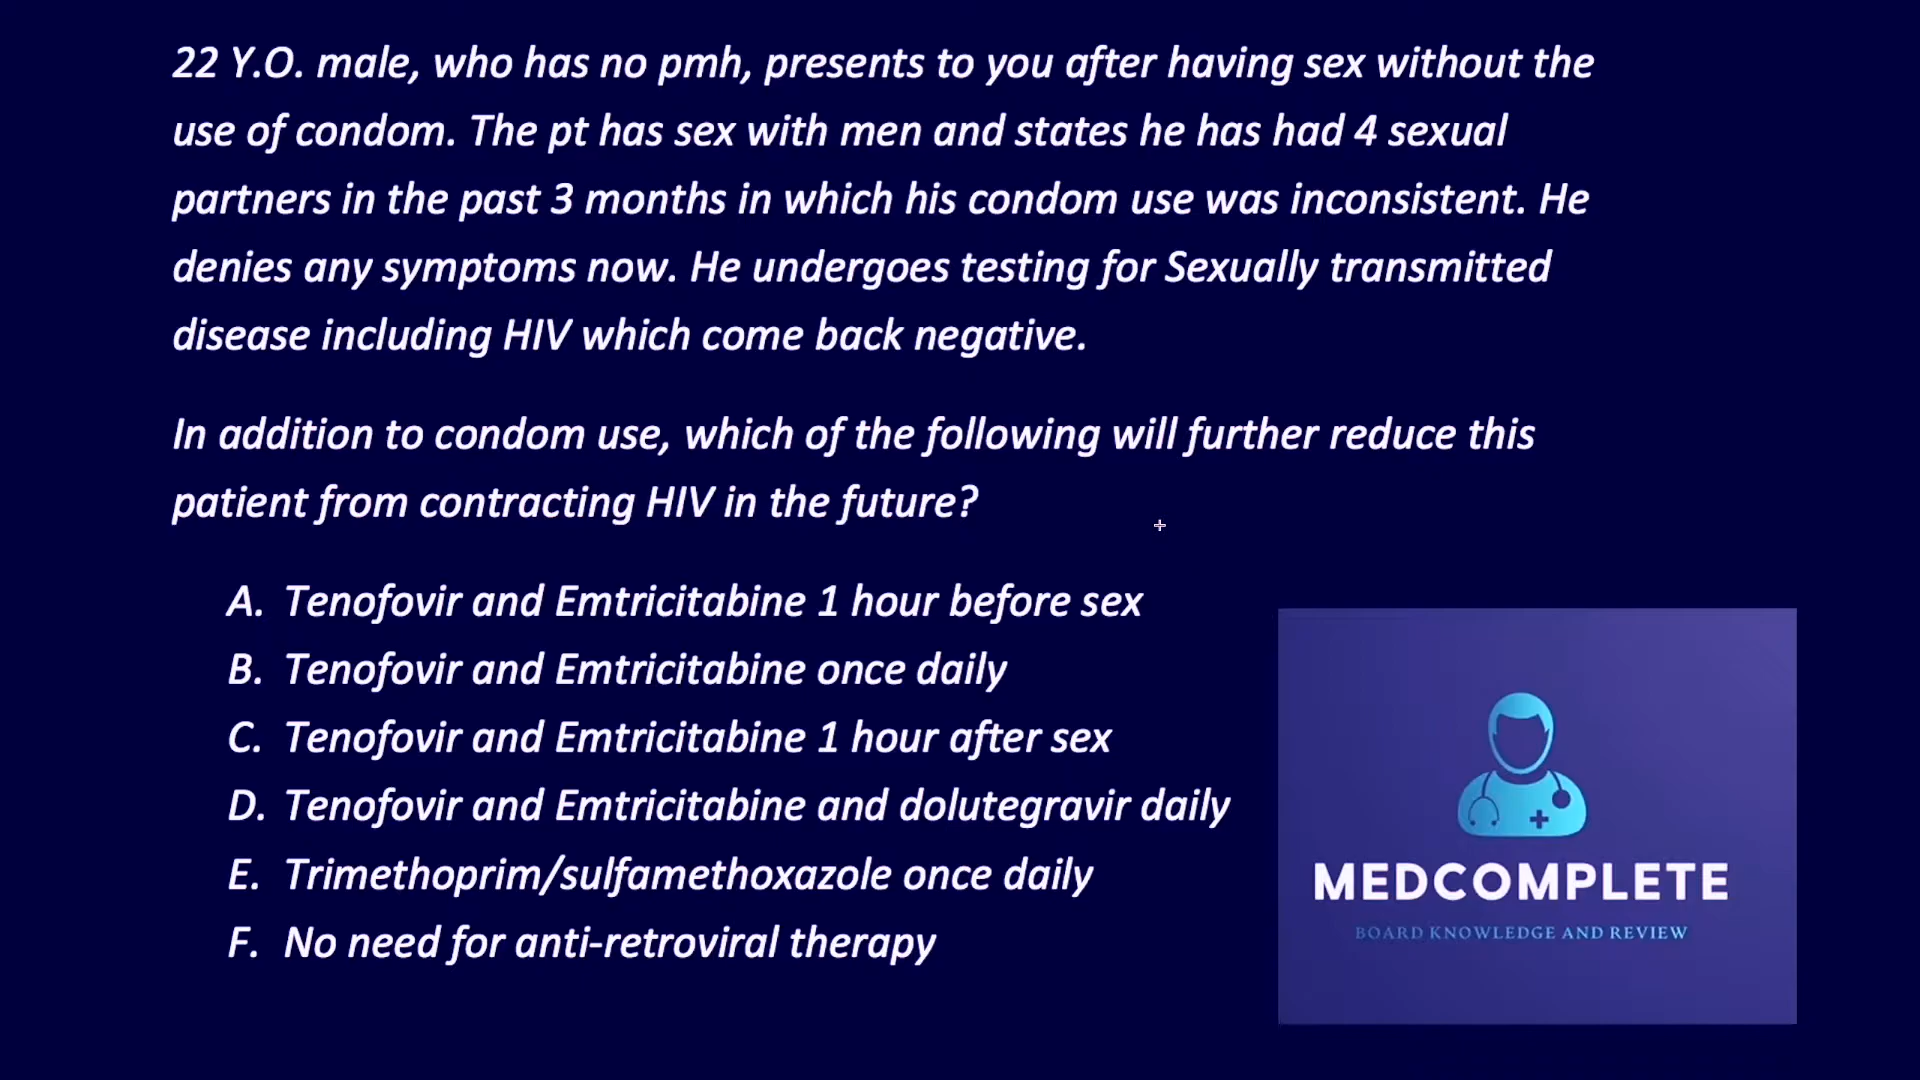 22 Y.O. male, who has no pmh, presents to you after having sex without the
use of condom. The pt has sex with men and states he has had 4 sexual
partners in the past 3 months in which his condom use was inconsistent. He
denies any symptoms now. He undergoes testing for Sexually transmitted
disease including HIV which come back negative.
In addition to condom use, which of the following will further reduce this
patient from contracting HIV in the future?
A. Tenofovir and Emtricitabine 1 hour before sex
B. Tenofovir and Emtricitabine once daily
C. Tenofovir and Emtricitabine 1 hour after sex
D. Tenofovir and Emtricitabine and dolutegravir daily
E. Trimethoprim/sulfamethoxazole once daily
F. No need for anti-retroviral therapy
MEDCOMPLETE
BOARD KNOWLEDGE AND REVIEW